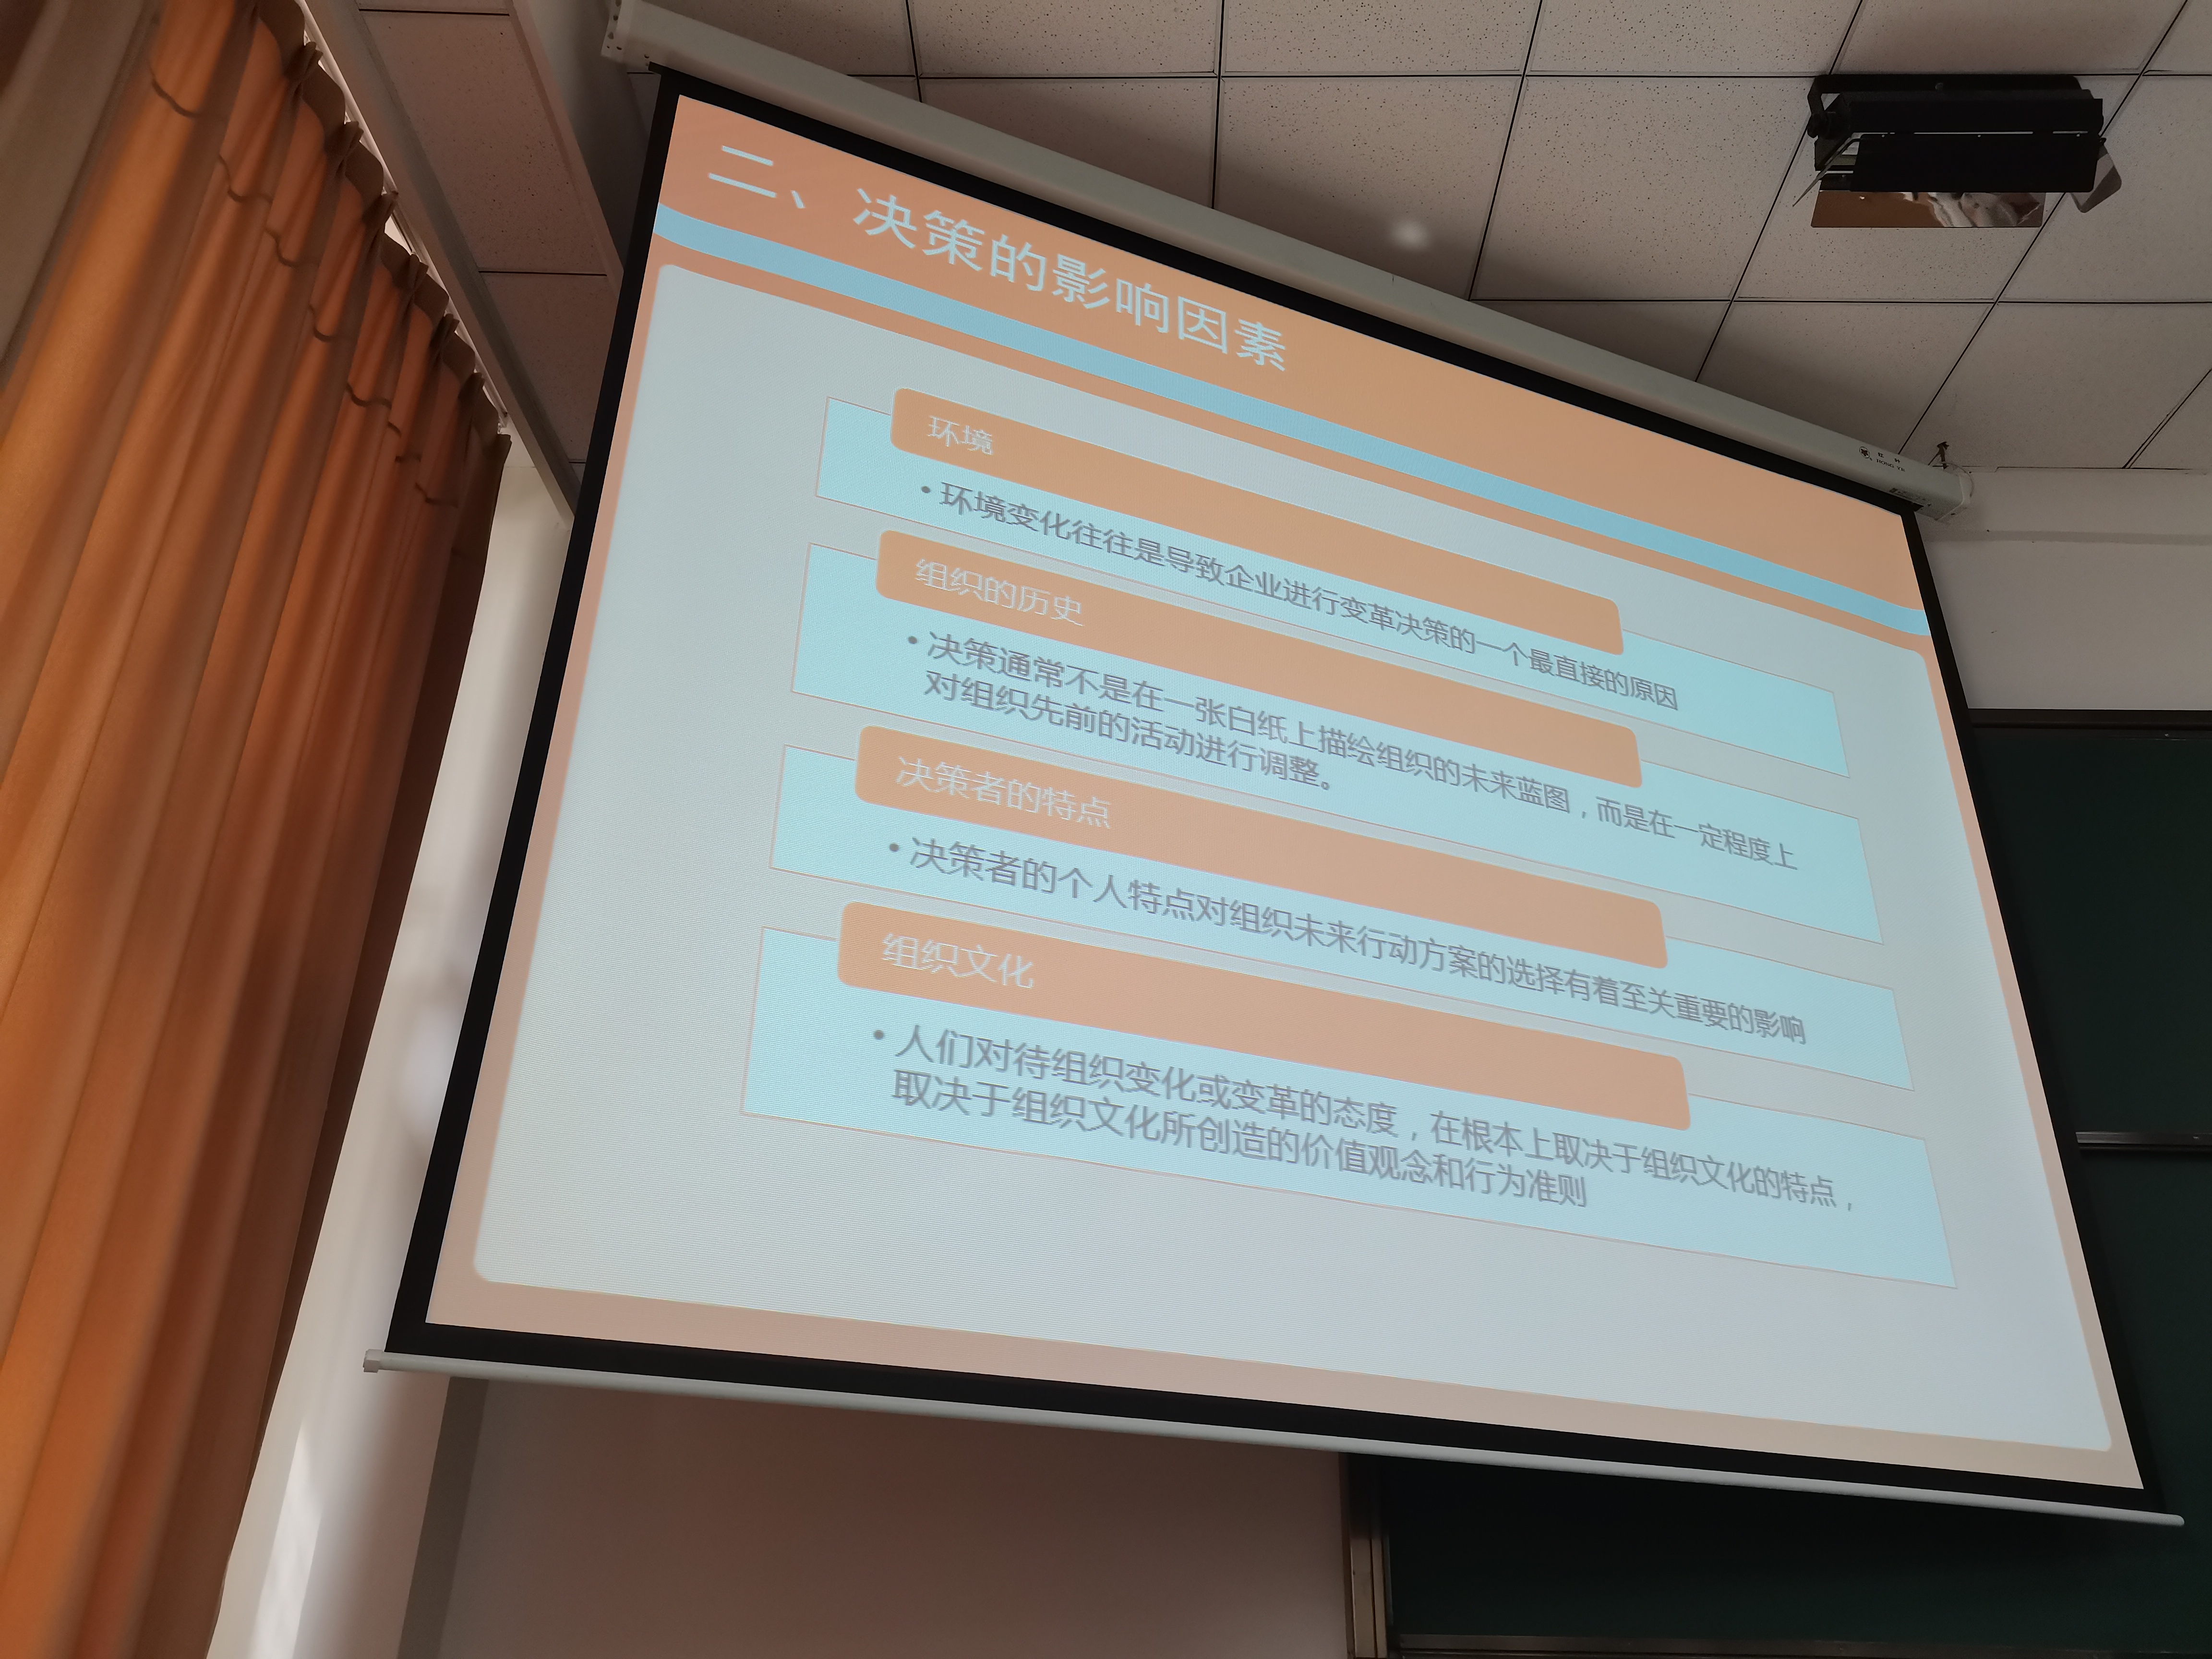 二、决策的影响因素
环境
• 环境变化往往是导致企业进行变革决策的一个最直接的原因
组织的历史
• 决策通常不是在一张白纸上描绘组织的未来蓝图，而是在一定程度上
对组织先前的活动进行调整。
决策者的特点
• 决策者的个人特点对组织未来行动方案的选择有着至关重要的影响
组织文化
• 人们对待组织变化或变革的态度，在根本上取决于组织文化的特点，
取决于组织文化所创造的价值观念和行为准则